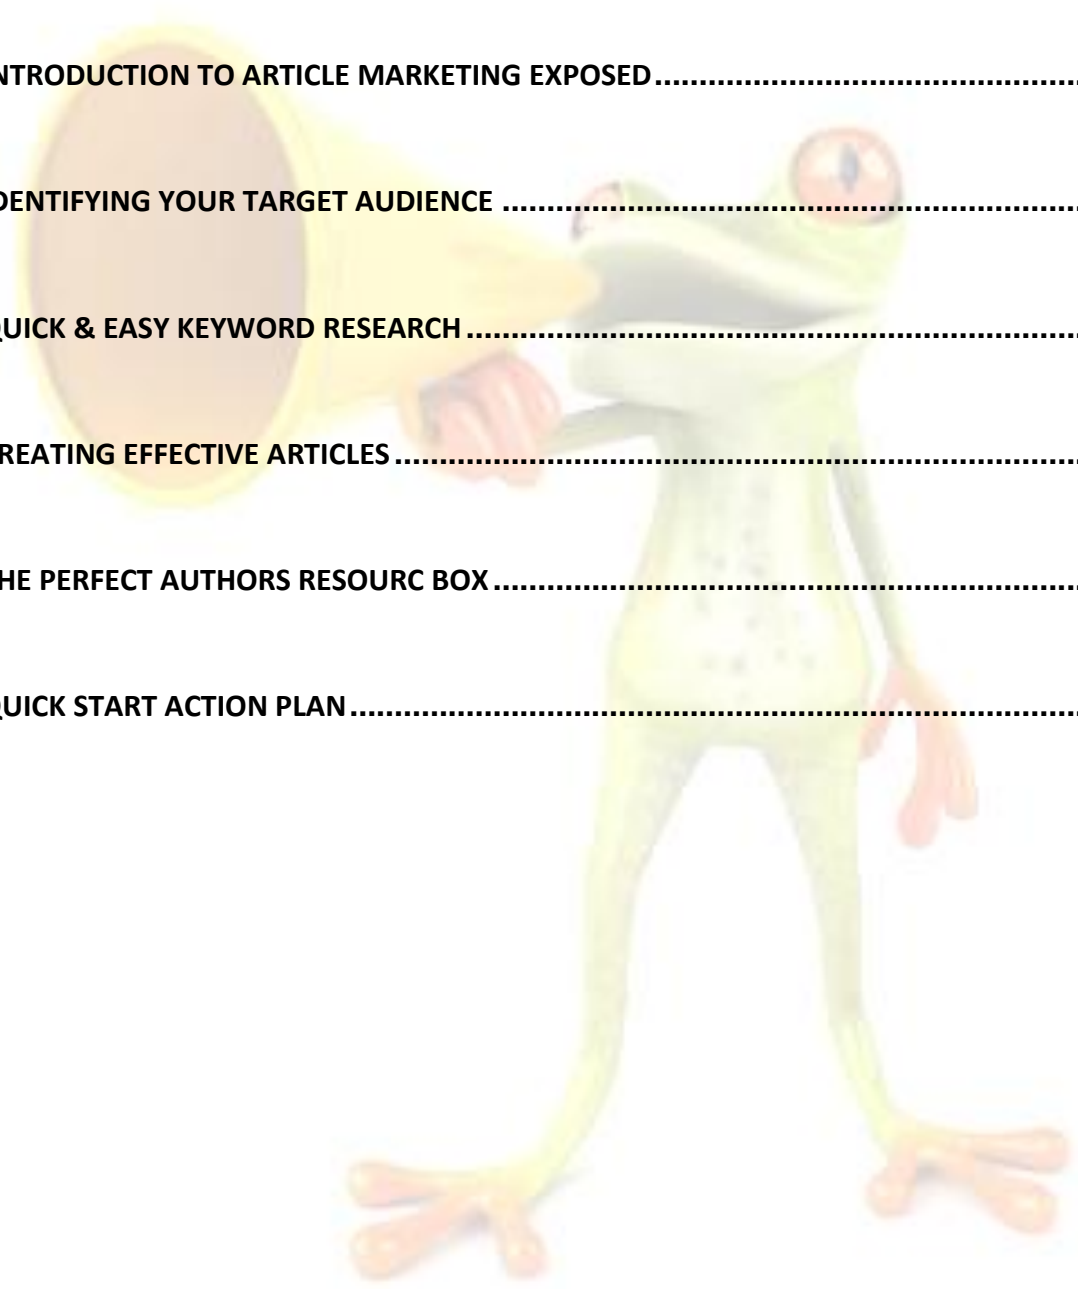 NTRODUCTION TO ARTICLE MARKETING EXPOSED..........................................................
DENTIFYING YOUR TARGET AUDIENCE ...............................................................................
QUICK & EASY KEYWORD RESEARCH....................................................................................
REATING EFFECTIVE ARTICLES.............................................................................................
HE PERFECT AUTHORS RESOURC BOX................................................................................
QUICK START ACTION PLAN..................................................................................................